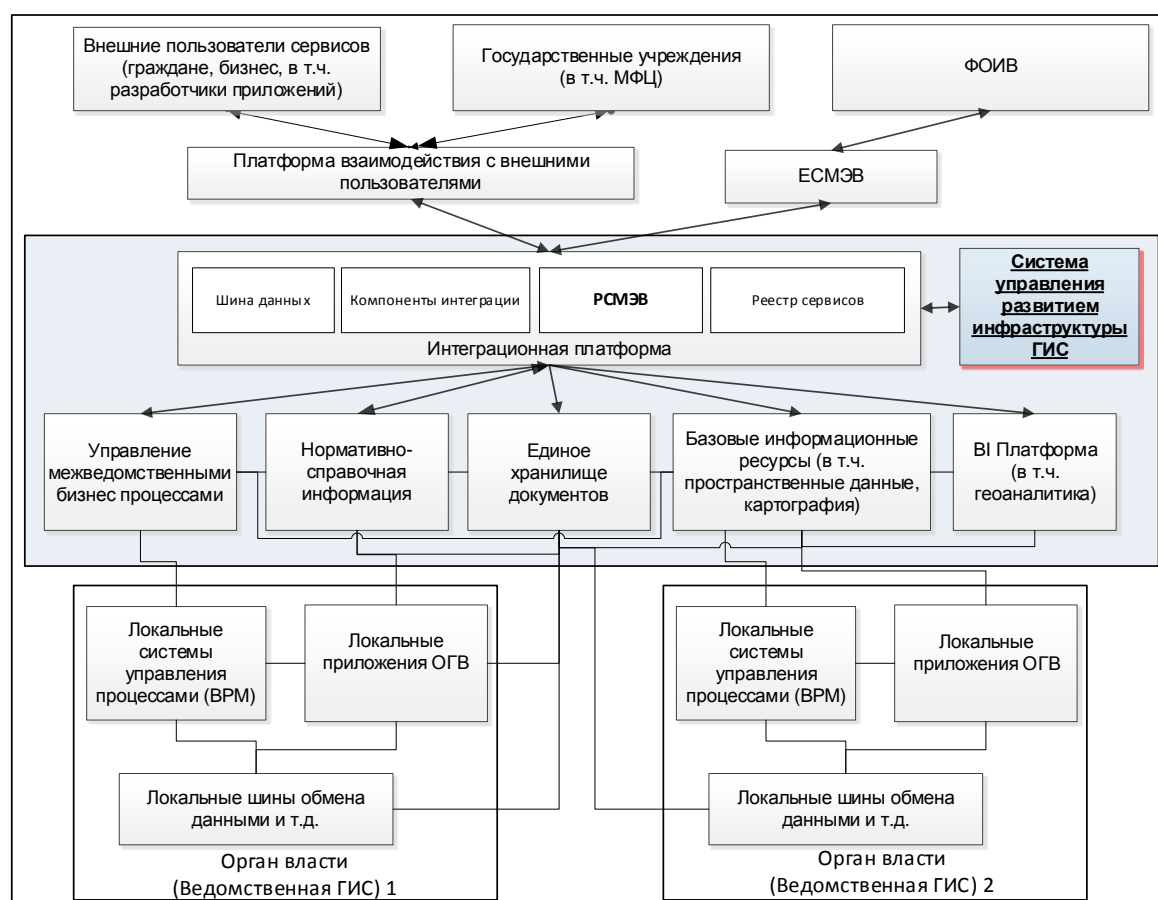 Внешние пользователи сервисов
(граждане, бизнес, в т.ч.
разработчики приложений)
Государственные учреждения
(в т.ч. МФЦ)
ФОИВ
Платформа взаимодействия с внешними
пользователями
ЕСМЭВ
Шина данных
Компоненты интеграции
РСМЭВ
Реестр сервисов
Интеграционная платформа
Система
управления
развитием
инфраструктуры
ГИС
Управление
межведомственными
бизнес процессами
Нормативно-
справочная
информация
Единое
хранилище
документов
Базовые информационные
ресурсы (в т.ч.
пространственные данные,
картография)
BI Платформа
(в т.ч.
геоаналитика)
Локальные
системы
управления
процессами (BPM)
Локальные
приложения ОГВ
Локальные шины обмена
данными и т.д.
Орган власти
(Ведомственная ГИС) 1
Локальные
системы
управления
процессами (BPM)
Локальные
приложения ОГВ
Локальные шины обмена
данными и т.д.
Орган власти
(Ведомственная ГИС) 2